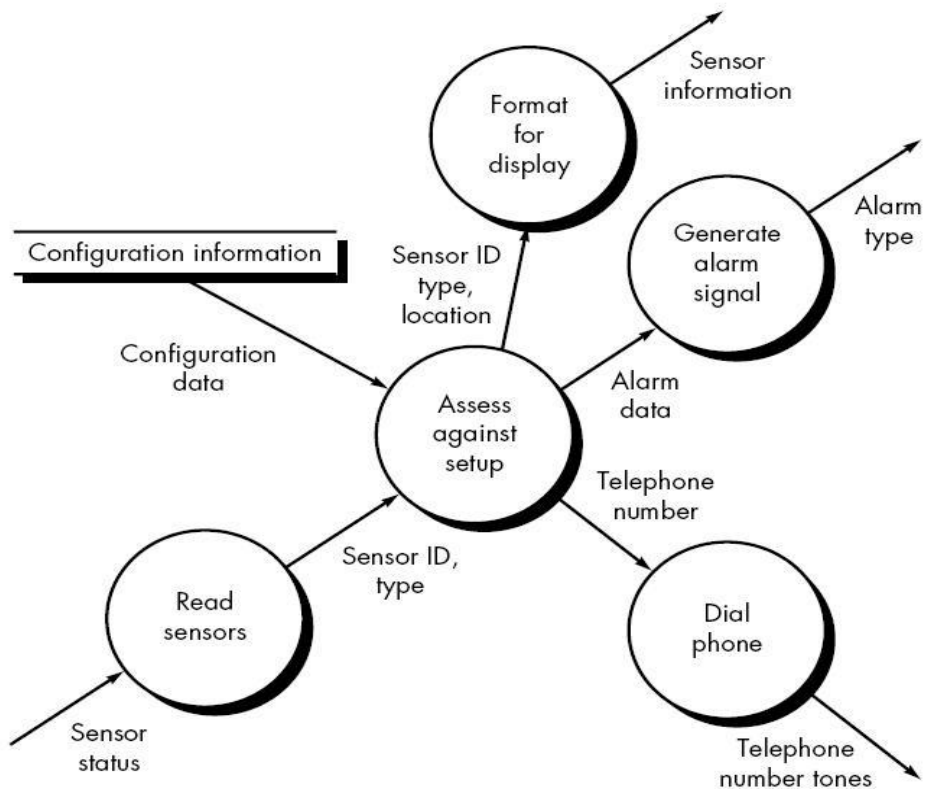 Format
for
display
Sensor
information
Generate
alarm
signal
Alarm
type
Configuration information
Sensor ID
type,
location
Configuration
data
Alarm
data
Assess
against
setup
Telephone
number
Sensor ID,
type
Read
sensors
Dial
phone
Sensor
status
Telephone
number tones